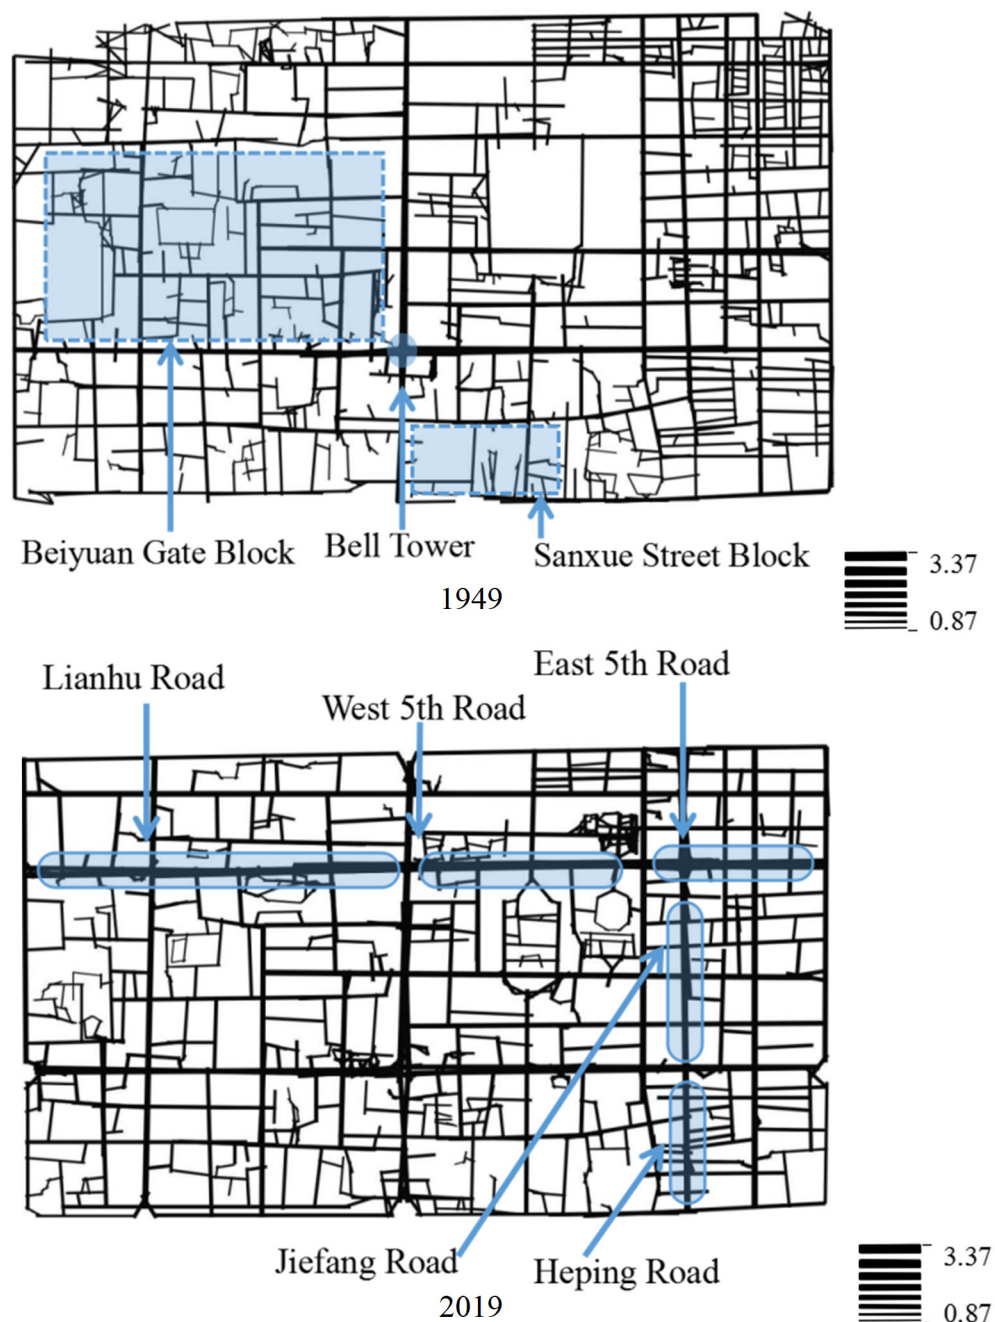 Beiyuan Gate Block
Bell Tower
Sanxue Street Block
3.37
0.87
1949
Lianhu Road
West 5th Road
East 5th Road
Jiefang Road
Heping Road
3.37
0.87
2019